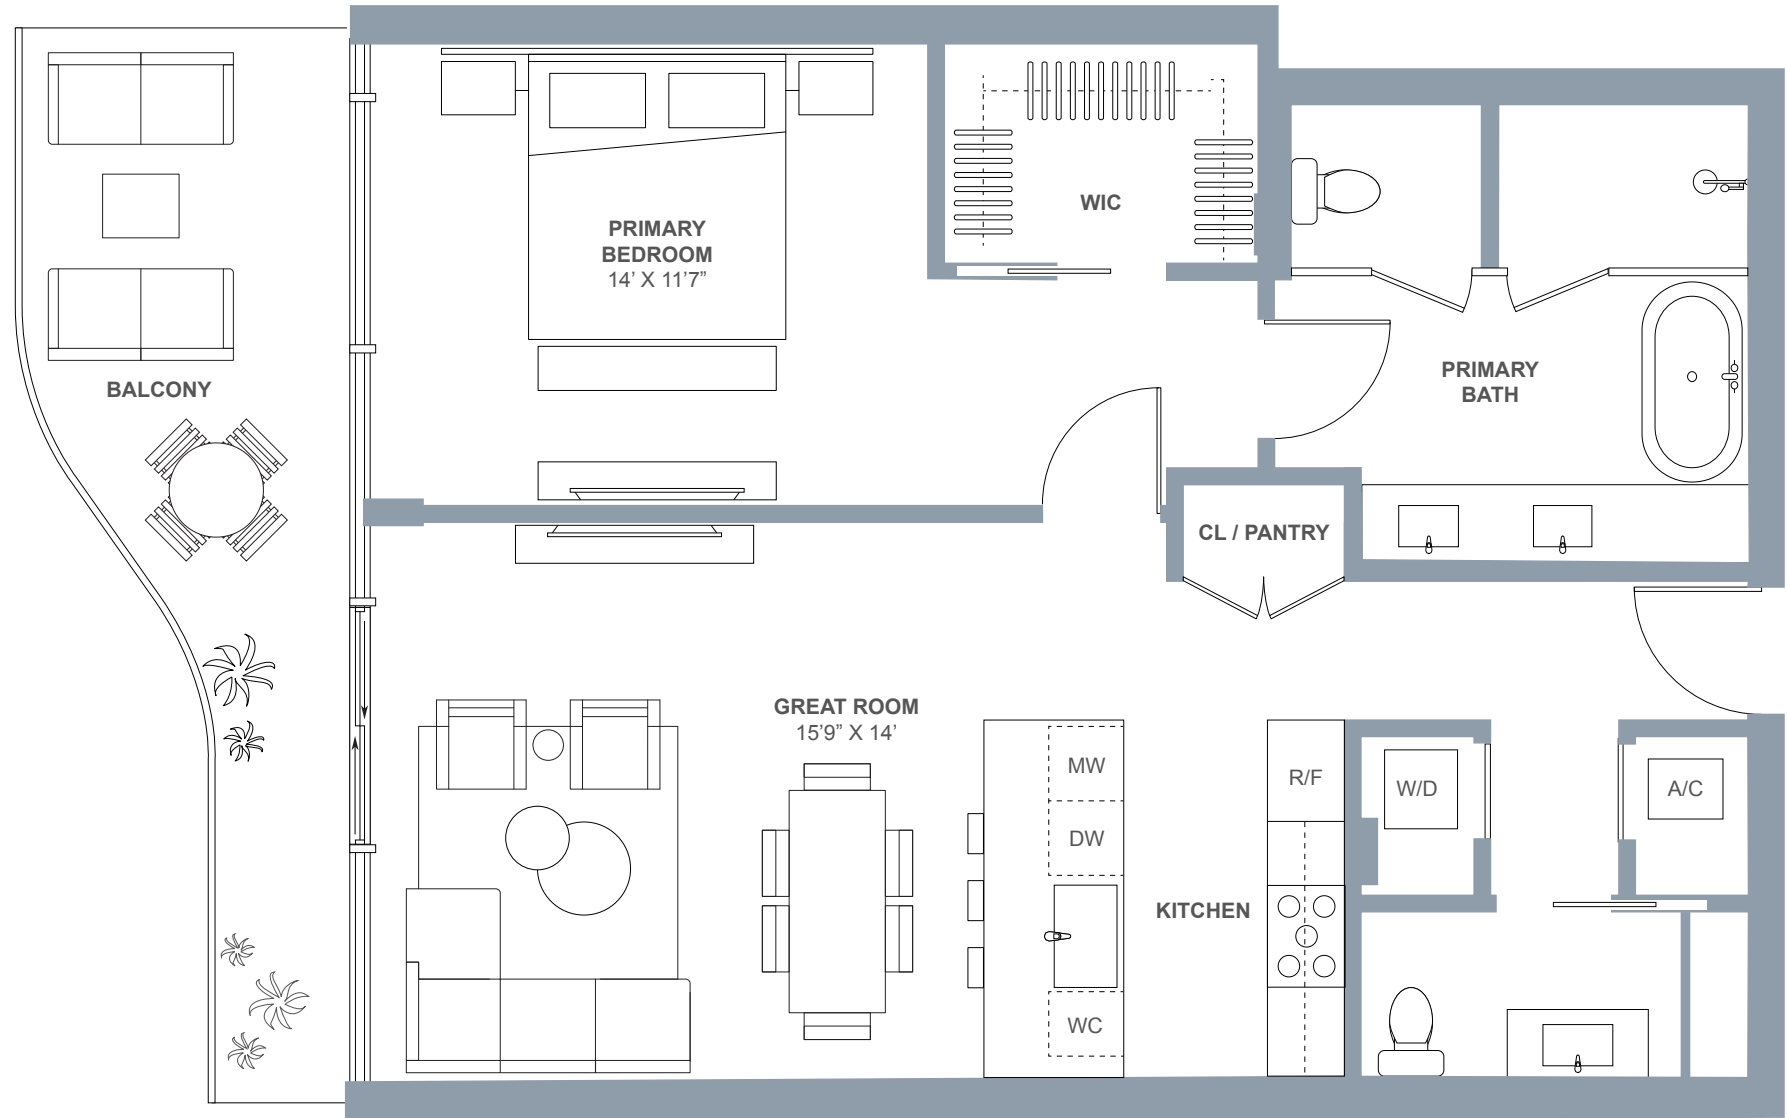 WIC
PRIMARY
BEDROOM
14' X 11'7”
BALCONY
PRIMARY
BATH
CL / PANTRY
GREAT ROOM
15'9” X 14'
MW
R/F
W/D
A/C
DW
KITCHEN
WC